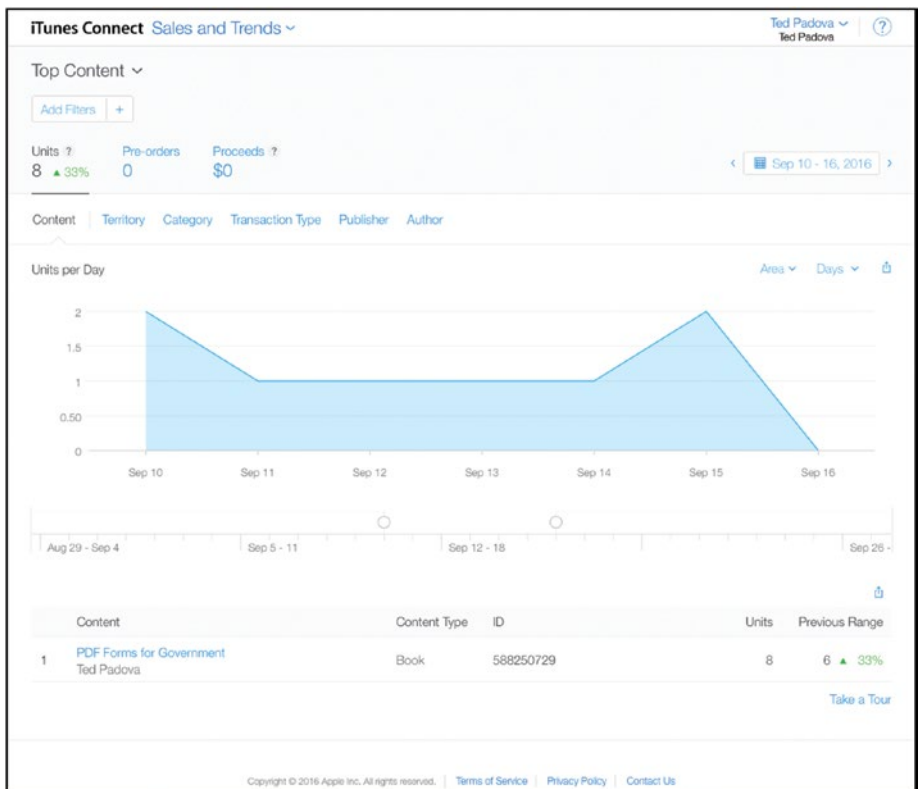 iTunes Connect Sales and Trends
Ted Padova
Ted Padova
?
Top Content
Add Filters +
Units ? Pre-orders Proceeds ?
8 ▲ 33% 0 $0
< Sep 10 - 16, 2016 >
Content Territory Category Transaction Type Publisher Author
Units per Day Area Days
2
1.5
1
0.50
0
Sep 10 Sep 11 Sep 12 Sep 13 Sep 14 Sep 15 Sep 16
Aug 29 - Sep 4 Sep 5 - 11 Sep 12 - 18 Sep 26 -
Content Content Type ID Units Previous Range
1 PDF Forms for Government Book 588250729 8 6 ▲ 33%
Ted Padova
Take a Tour
Copyright © 2016 Apple Inc. All rights reserved. Terms of Service Privacy Policy Contact Us